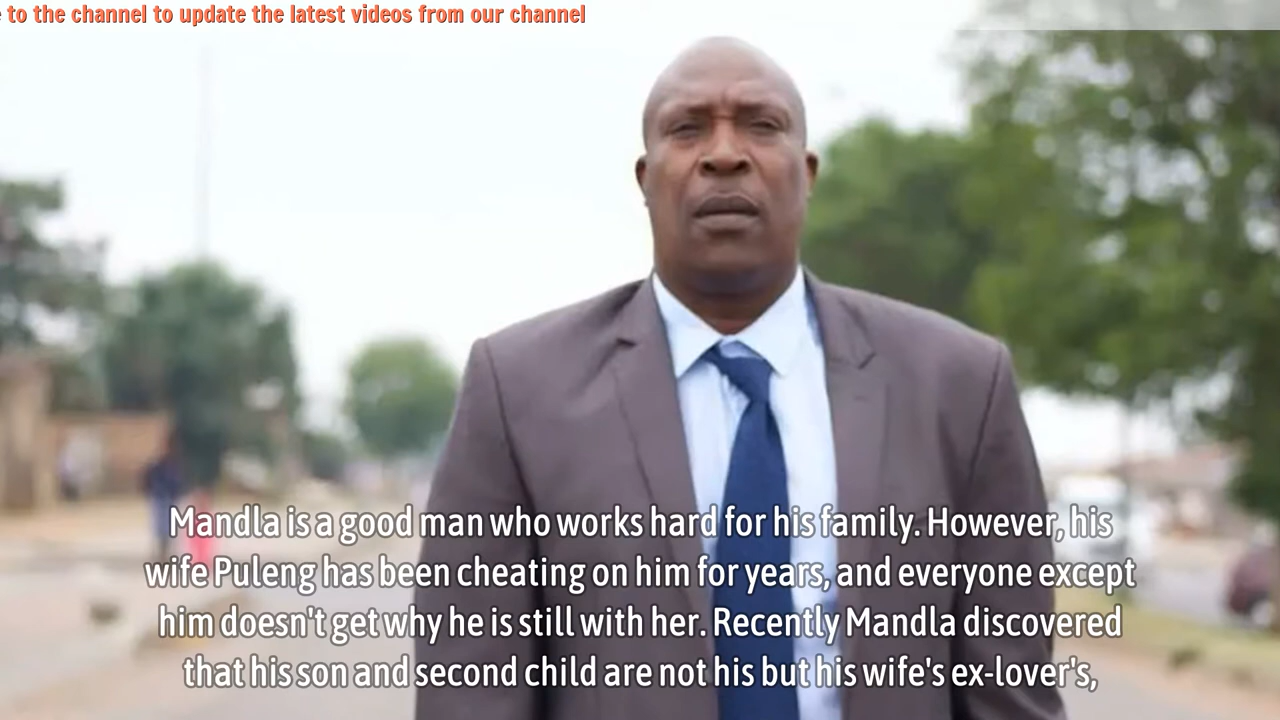 to the channel to update the latest videos from our channel
Mandla is a good man who works hard for his family. However, his
wife Puleng has been cheating on him for years, and everyone except
him doesn't get why he is still with her. Recently Mandla discovered
that his son and second child are not his but his wife's ex-lover's,